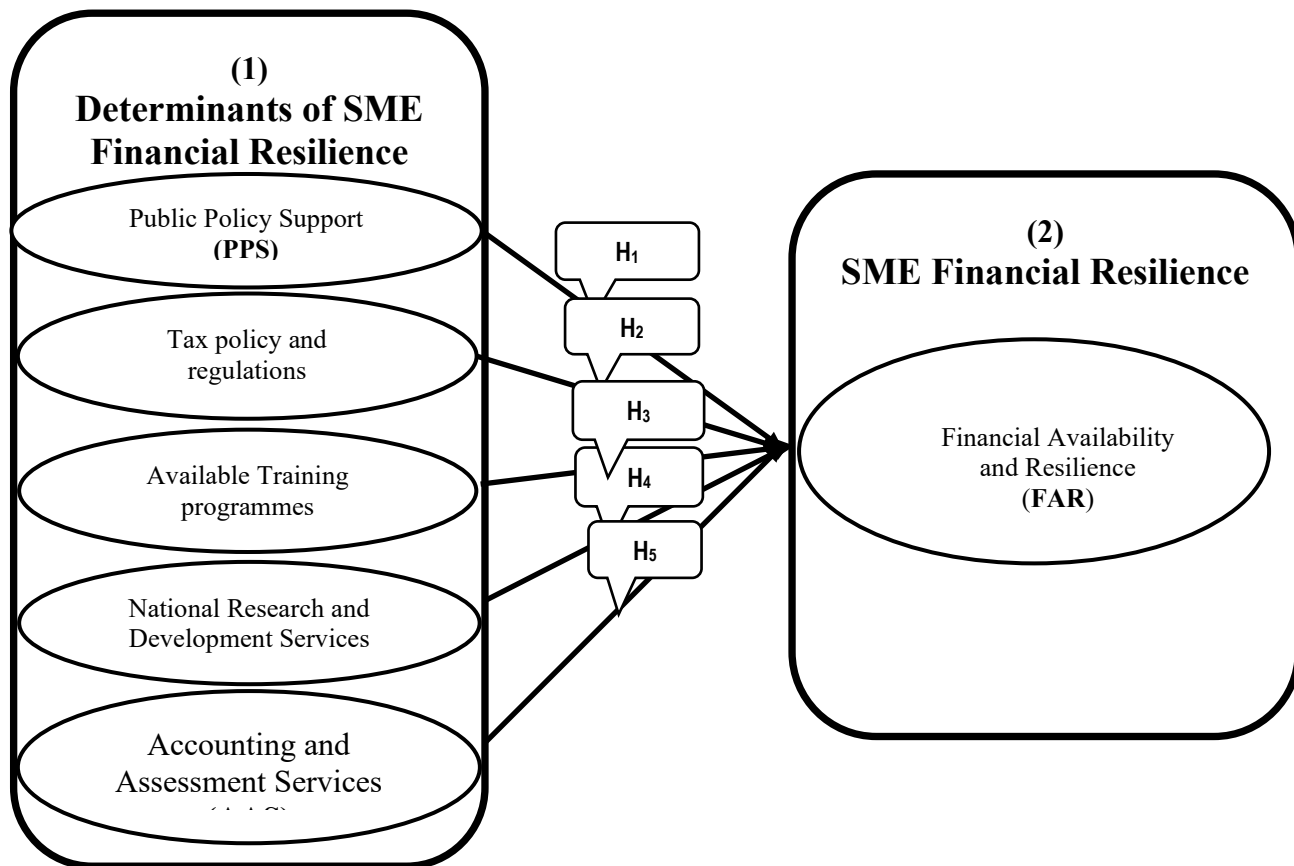 (1)
Determinants of SME
Financial Resilience
Public Policy Support
(PPS)
Tax policy and
regulations
Available Training
programmes
National Research and
Development Services
Accounting and
Assessment Services
H1
H2
H3
H4
H5
(2)
SME Financial Resilience
Financial Availability
and Resilience
(FAR)